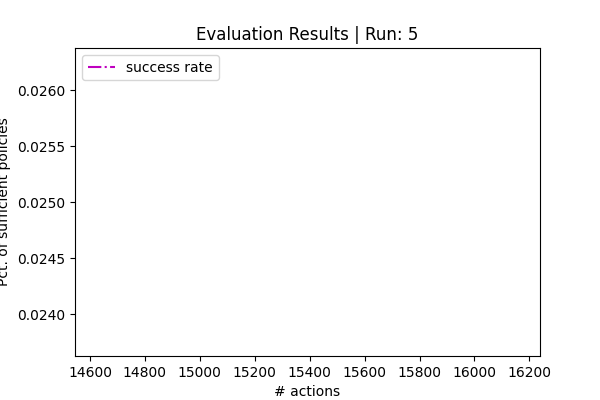 Evaluation Results | Run: 5
success rate
0.0260
0.0255
0.0250
0.0245
0.0240
Pct. of sufficient policies
14600 14800 15000 15200 15400 15600 15800 16000 16200
# actions